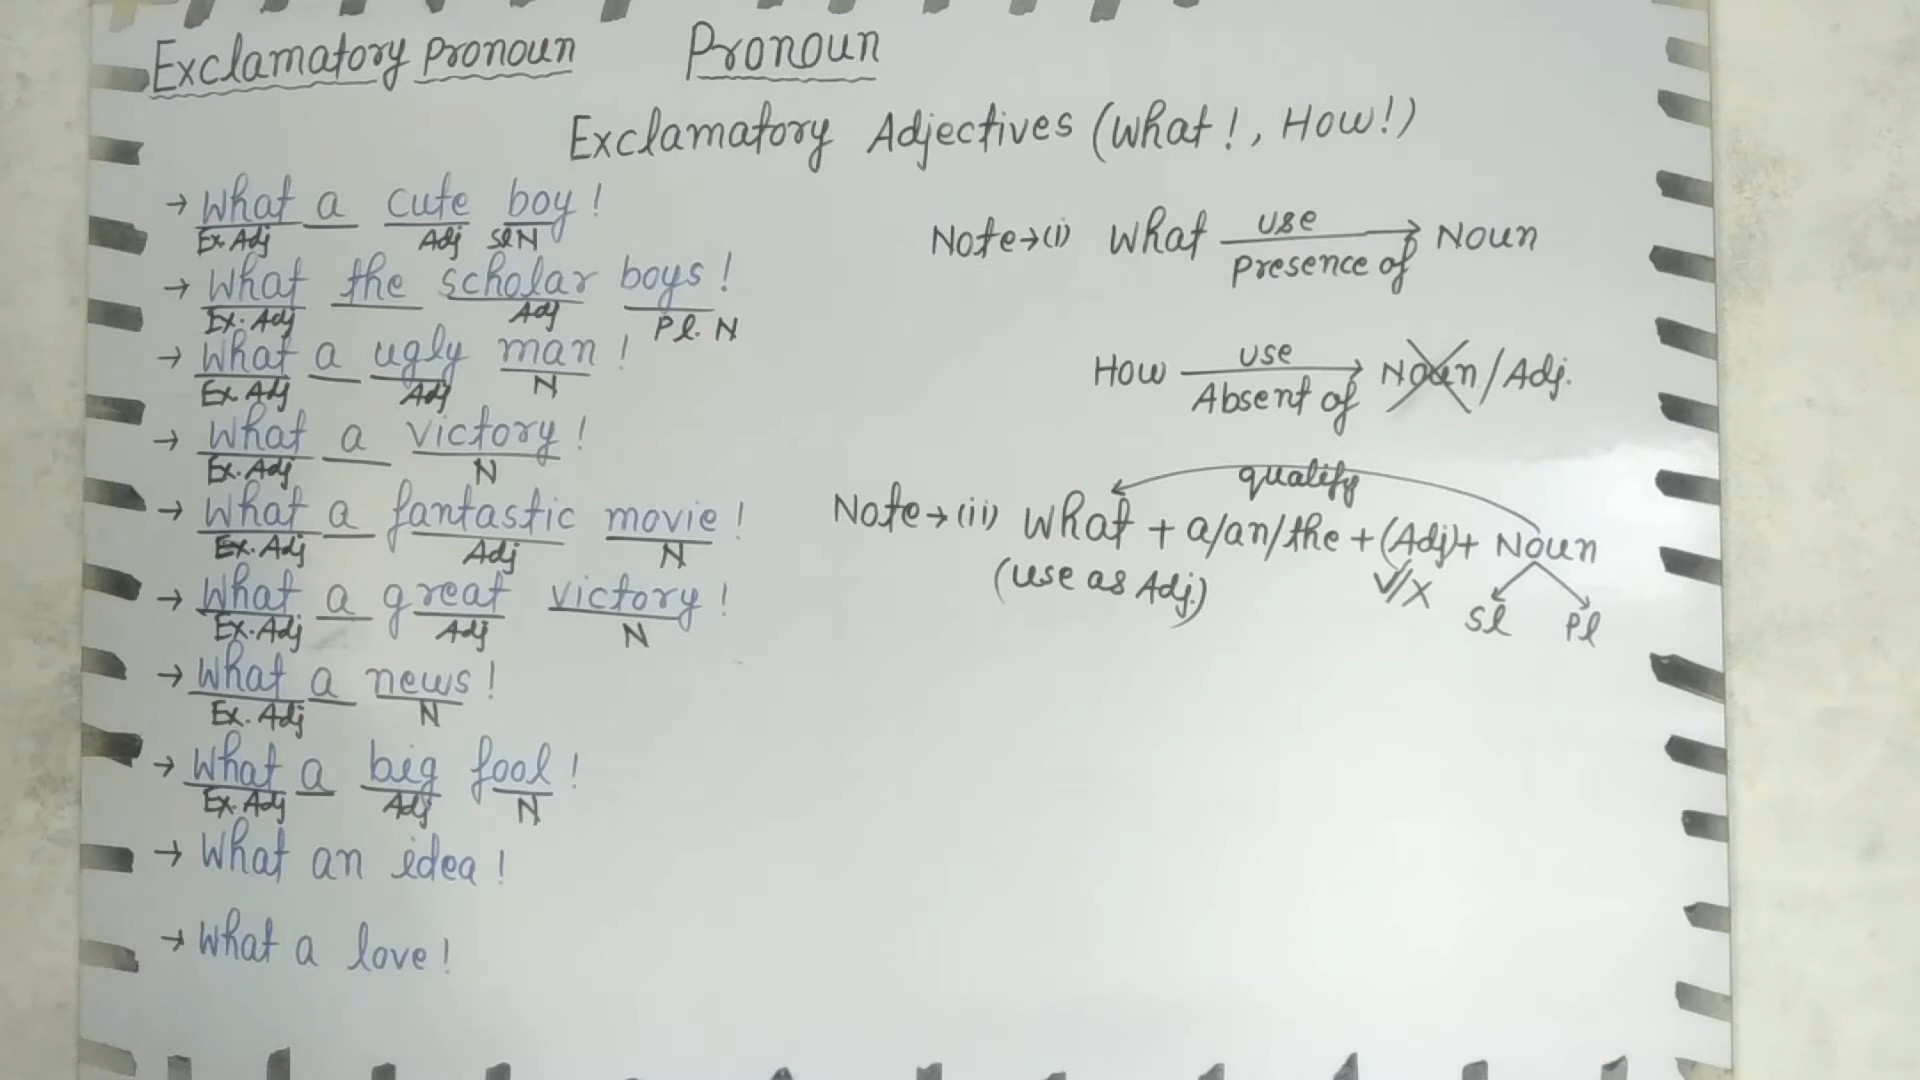 Exclamatory Pronoun Pronoun
Exclamatory Adjectives (What!, How!)
→ What a cute boy!
Ex. Adj Adj Sl N
→ What the scholar boys!
Ex. Adj Adj Pl. N
→ What a ugly man!
Ex. Adj Adj N
→ What a victory!
Ex. Adj N
→ What a fantastic movie!
Ex. Adj Adj N
→ What a great victory!
Ex. Adj Adj N
→ What a news!
Ex. Adj N
→ What a big fool!
Ex. Adj Adj N
→ What an idea!
→ What a love!
Note→(i) What use → Noun
Presence of
How use → Noun/Adj.
Absent of
qualify
Note→(ii) What + a/an/the + (Adj) + Noun
(use as Adj.) ✓/x Sl Pl